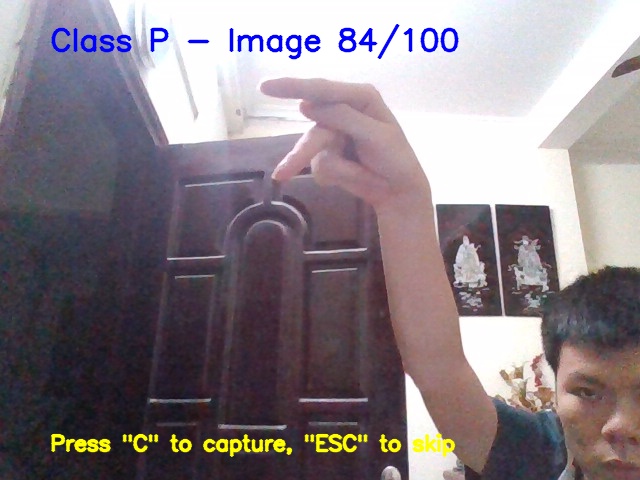 Class P - Image 84/100
Press "C" to capture, "ESC" to skip